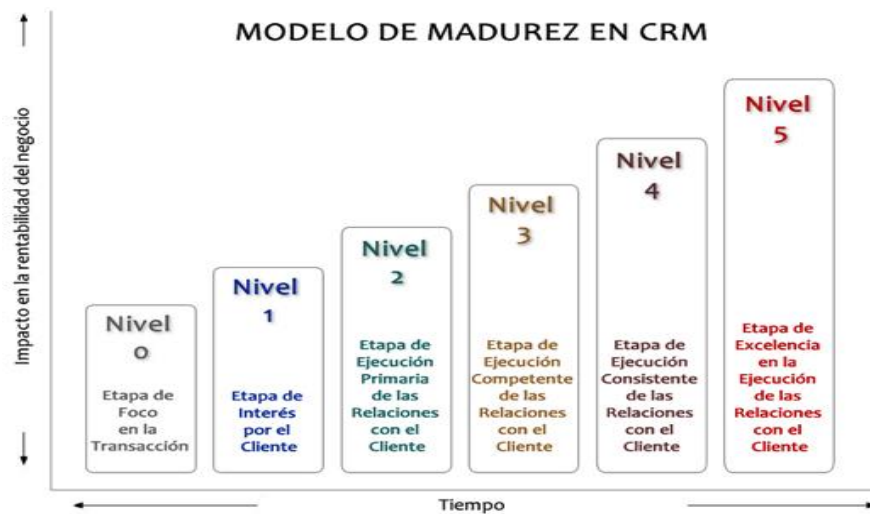 MODELO DE MADUREZ EN CRM
Impacto en la rentabilidad del negocio
Nivel
0
Etapa de
Foco
en la
Transacción
Nivel
1
Etapa de
Interés
por el
Cliente
Nivel
2
Etapa de
Ejecución
Primaria
de las
Relaciones
con el
Cliente
Nivel
3
Etapa de
Ejecución
Competente
de las
Relaciones
con el
Cliente
Nivel
4
Etapa de
Ejecución
Consistente
de las
Relaciones
con el
Cliente
Nivel
5
Etapa de
Excelencia
en la
Ejecución
de las
Relaciones
con el
Cliente
Tiempo